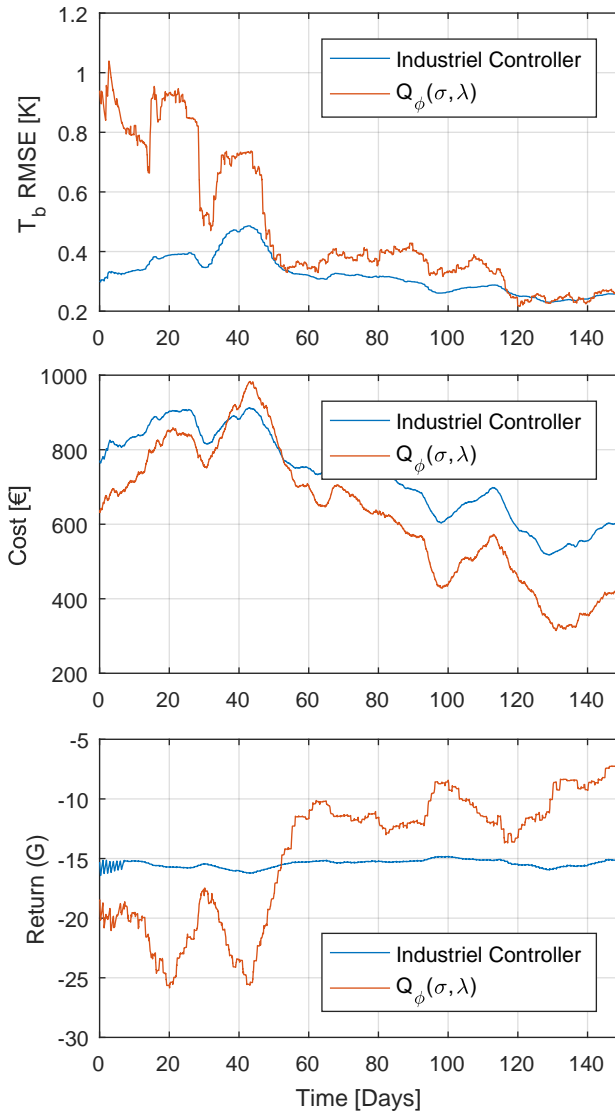 1.2
1
0.8
0.6
0.4
0.2
T_b RMSE [K]
Industriel Controller
Q_ϕ(σ, λ)
0 20 40 60 80 100 120 140
1000
800
600
400
200
Cost [€]
Industriel Controller
Q_ϕ(σ, λ)
0 20 40 60 80 100 120 140
-5
-10
-15
-20
-25
-30
Return (G)
Industriel Controller
Q_ϕ(σ, λ)
0 20 40 60 80 100 120 140
Time [Days]